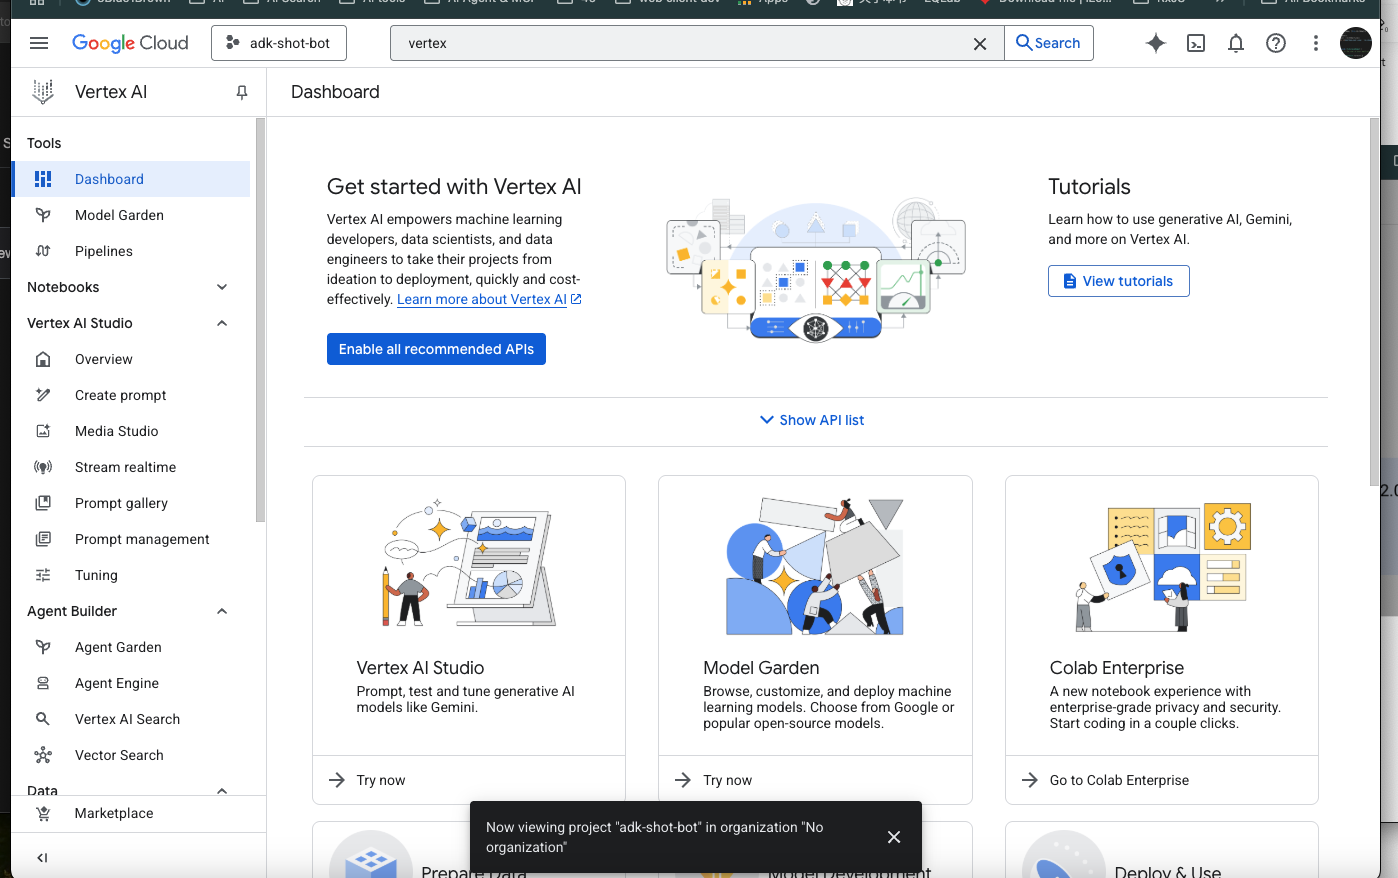 Apps
Google Cloud
adk-shot-bot
vertex
Search
Vertex AI
Dashboard
Tools
Dashboard
Model Garden
Pipelines
Notebooks
Vertex AI Studio
Overview
Create prompt
Media Studio
Stream realtime
Prompt gallery
Prompt management
Tuning
Agent Builder
Agent Garden
Agent Engine
Vertex AI Search
Vector Search
Data
Marketplace
Get started with Vertex AI
Vertex AI empowers machine learning
developers, data scientists, and data
engineers to take their projects from
ideation to deployment, quickly and cost-
effectively. Learn more about Vertex AI
Enable all recommended APIs
Tutorials
Learn how to use generative AI, Gemini,
and more on Vertex AI.
View tutorials
Show API list
Vertex AI Studio
Prompt, test and tune generative AI
models like Gemini.
Try now
Model Garden
Browse, customize, and deploy machine
learning models. Choose from Google or
popular open-source models.
Try now
Colab Enterprise
A new notebook experience with
enterprise-grade privacy and security.
Start coding in a couple clicks.
Go to Colab Enterprise
Prepare Data
Model Development
Deploy & Use
Now viewing project "adk-shot-bot" in organization "No
organization"